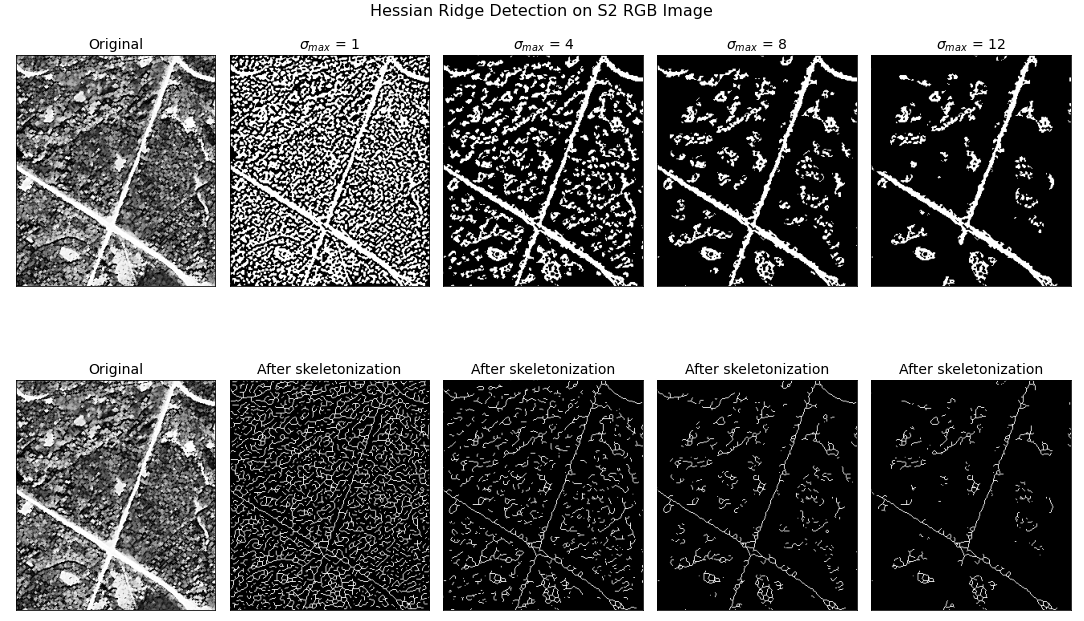 Hessian Ridge Detection on S2 RGB Image
Original
σmax = 1
σmax = 4
σmax = 8
σmax = 12
Original
After skeletonization
After skeletonization
After skeletonization
After skeletonization